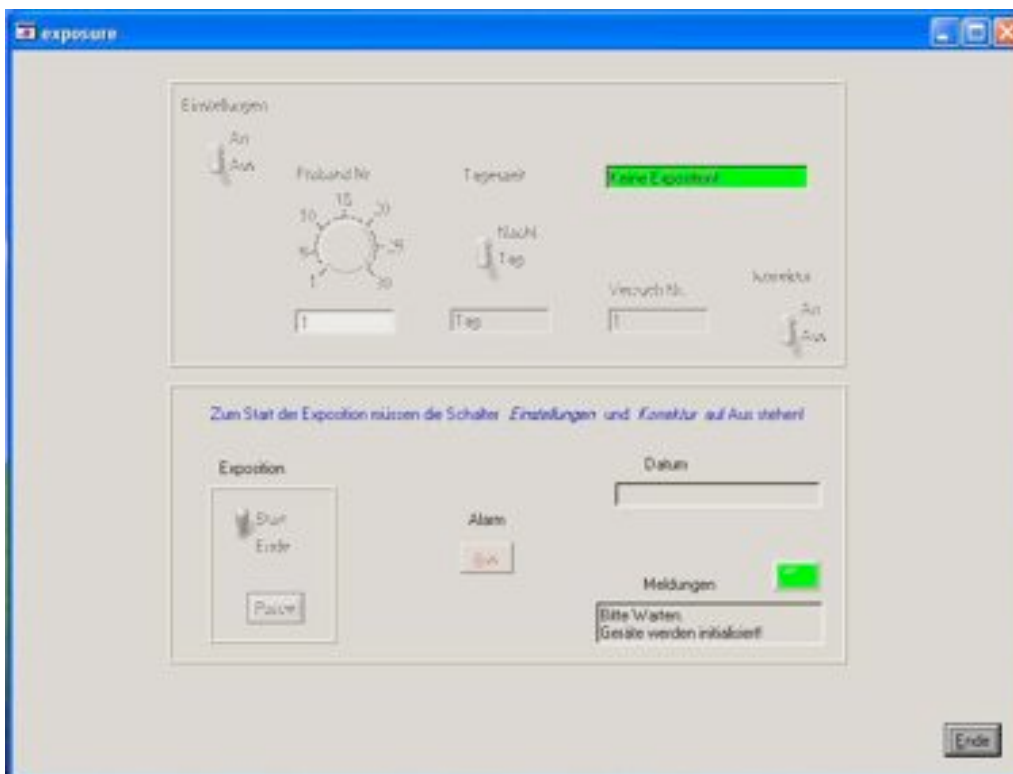 exposure
Einstellungen
An
Aus
Proband Nr.
Tageszeit
Keine Exposition!
1
5
10
15
20
25
30
Nacht
Tag
Versuch Nr.
Korrektur
An
Aus
1
Tag
1
Zum Start der Exposition müssen die Schalter Einstellungen und Korrektur auf Aus stehen!
Exposition
Datum
Start
Ende
Alarm
Pause
Meldungen
Bitte Warten.
Geräte werden initialisiert!
Ende